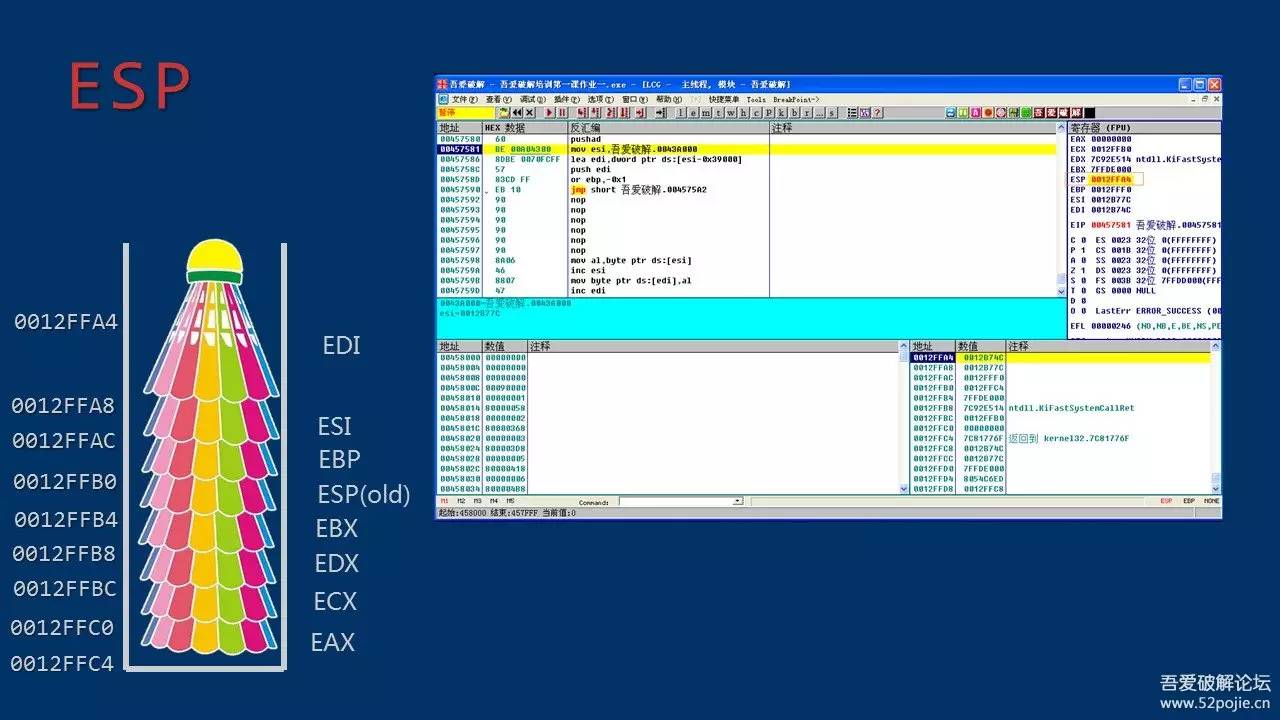 ESP
0012FFA4
0012FFA8
0012FFAC
0012FFB0
0012FFB4
0012FFB8
0012FFBC
0012FFC0
0012FFC4
EDI
ESI
EBP
ESP(old)
EBX
EDX
ECX
EAX
吾爱破解 - 吾爱破解培训第一课作业一.exe - [LCG - 主线程, 模块 - 吾爱破解]
文件(F) 查看(V) 调试(D) 插件(P) 选项(T) 窗口(W) 帮助(H) [+] 快捷菜单 Tools BreakPoint->
暂停
l e m t w h c p k b r ... s
吾 爱 破 解
地址 HEX 数据 反汇编 注释
00457580 60 pushad
00457581 BE 00A04300 mov esi,吾爱破解.0043A000
00457586 8DBE 0070FCFF lea edi,dword ptr ds:[esi-0x39000]
0045758C 57 push edi
0045758D 83CD FF or ebp,-0x1
00457590 EB 10 jmp short 吾爱破解.004575A2
00457592 90 nop
00457593 90 nop
00457594 90 nop
00457595 90 nop
00457596 90 nop
00457597 90 nop
00457598 8A06 mov al,byte ptr ds:[esi]
0045759A 46 inc esi
0045759B 8807 mov byte ptr ds:[edi],al
0045759D 47 inc edi
0043A000=吾爱破解.0043A000
esi=0012B77C
寄存器 (FPU)
EAX 00000000
ECX 0012FFB0
EDX 7C92E514 ntdll.KiFastSyste
EBX 7FFDE000
ESP 0012FFA4
EBP 0012FFF0
ESI 0012B77C
EDI 0012B74C
EIP 00457581 吾爱破解.00457581
C 0 ES 0023 32位 0(FFFFFFFF)
P 1 CS 001B 32位 0(FFFFFFFF)
A 0 SS 0023 32位 0(FFFFFFFF)
Z 1 DS 0023 32位 0(FFFFFFFF)
S 0 FS 003B 32位 7FFDD000(FFF
T 0 GS 0000 NULL
D 0
O 0 LastErr ERROR_SUCCESS (00
EFL 00000246 (NO,NB,E,BE,NS,PE
地址 数值 注释
00458000 00000000
00458004 00000000
00458008 00000000
0045800C 00090000
00458010 00000001
00458014 80000058
00458018 00000002
0045801C 80000368
00458020 00000003
00458024 800003D8
00458028 00000005
0045802C 80000418
00458030 00000006
00458034 800004B8
地址 数值 注释
0012FFA4 0012B74C
0012FFA8 0012B77C
0012FFAC 0012FFF0
0012FFB0 0012FFC4
0012FFB4 7FFDE000
0012FFB8 7C92E514 ntdll.KiFastSystemCallRet
0012FFBC 0012FFB0
0012FFC0 00000000
0012FFC4 7C81776F 返回到 kernel32.7C81776F
0012FFC8 0012B74C
0012FFCC 0012B77C
0012FFD0 7FFDE000
0012FFD4 8054C6ED
0012FFD8 0012FFC8
M1 M2 M3 M4 M5 Command: ESP EBP NONE
起始:458000 结束:457FFF 当前值:0
吾爱破解论坛
www.52pojie.cn